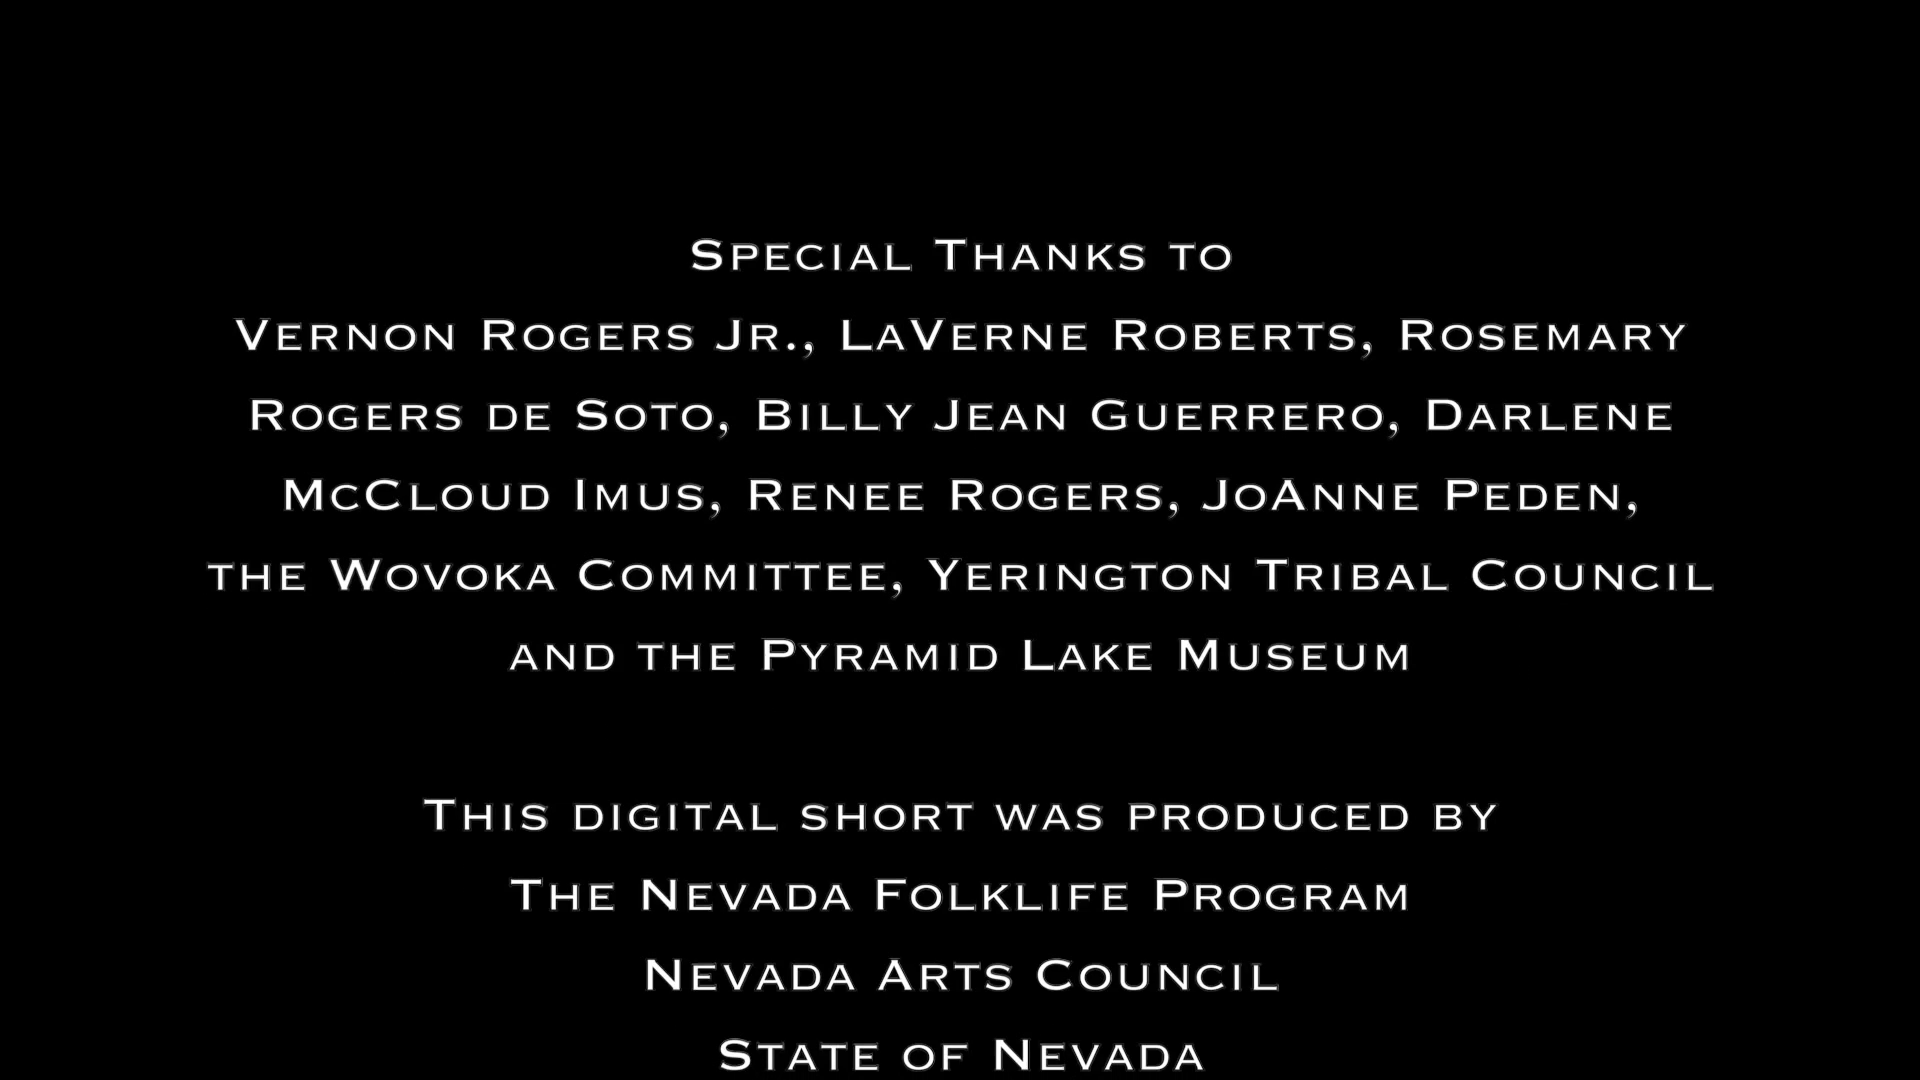 Special Thanks to
Vernon Rogers Jr., LaVerne Roberts, Rosemary
Rogers de Soto, Billy Jean Guerrero, Darlene
McCloud Imus, Renee Rogers, JoAnne Peden,
the Wovoka Committee, Yerington Tribal Council
and the Pyramid Lake Museum
This digital short was produced by
The Nevada Folklife Program
Nevada Arts Council
State of Nevada